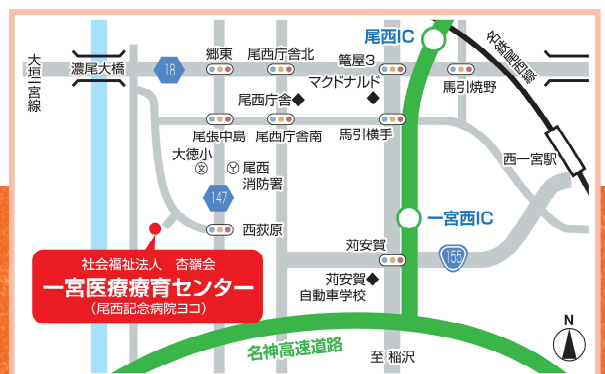 尾西IC
名鉄尾西線
大垣一宮線
濃尾大橋
18
郷東
尾西庁舎北
篭屋3
マクドナルド
馬引焼野
尾西庁舎
尾張中島
尾西庁舎南
馬引横手
大徳小
文
Y
尾西
消防署
西一宮駅
147
西萩原
一宮西IC
苅安賀
155
社会福祉法人 杏嶺会
一宮医療療育センター
(尾西記念病院ヨコ)
苅安賀
自動車学校
名神高速道路
至 稲沢
N